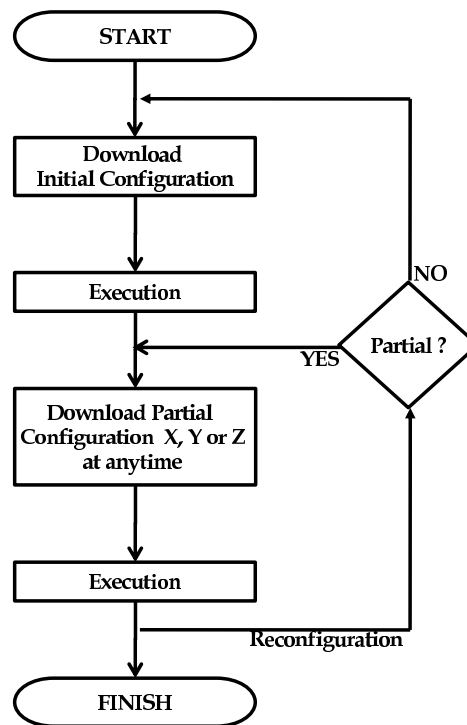 START
Download
Initial Configuration
NO
Execution
Partial ?
YES
Download Partial
Configuration X, Y or Z
at anytime
Execution
Reconfiguration
FINISH